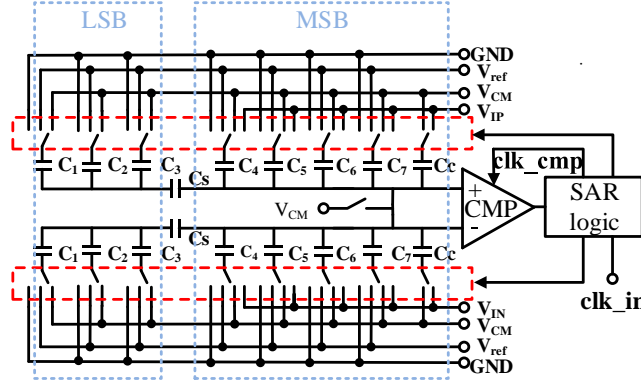 LSB MSB
GND
Vref
VCM
VIP
C1 C2 C3 Cs C4 C5 C6 C7 Cc
clk_cmp
+
CMP
-
SAR
logic
VCM
C1 C2 C3 Cs C4 C5 C6 C7 Cc
clk_in
VIN
VCM
Vref
GND